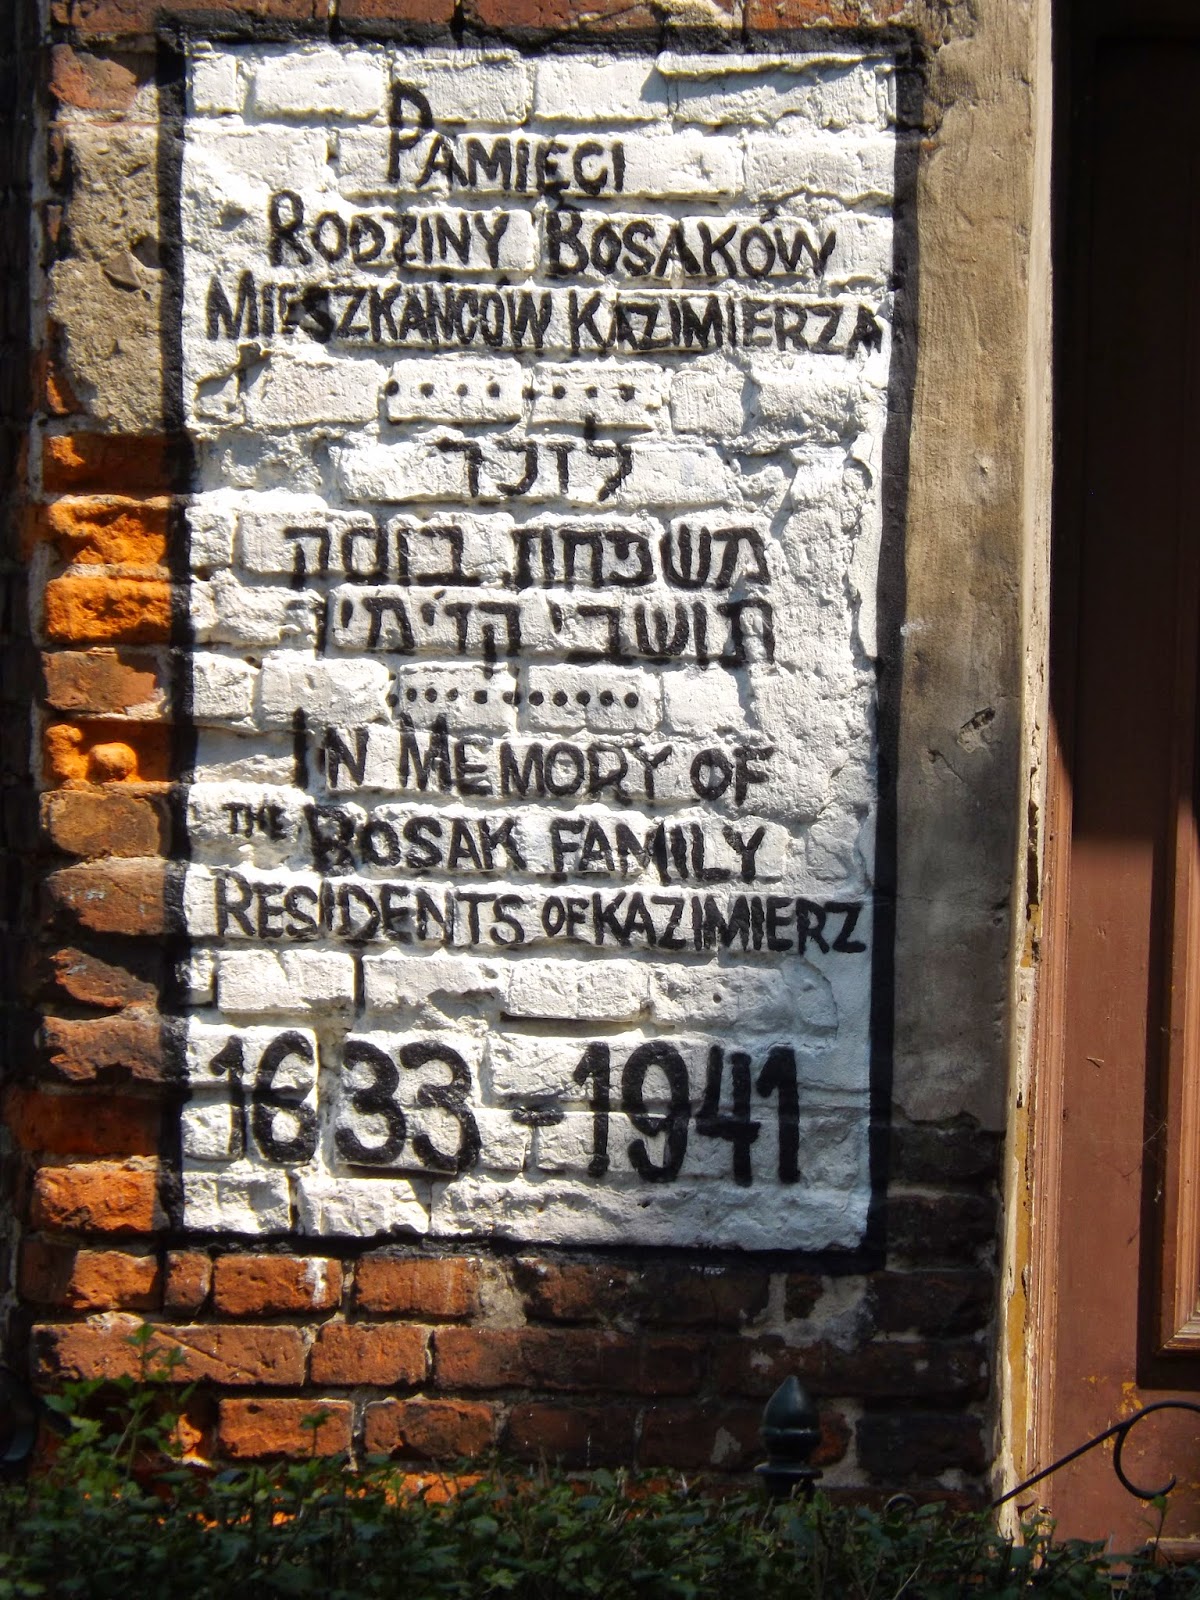 PAMIĘCI
RODZINY BOSAKÓW
MIESZKAŃCÓW KAZIMIERZA
לזכר
משפחת בוסק
תושבי קזימיר
IN MEMORY OF
THE BOSAK FAMILY
RESIDENTS OF KAZIMIERZ
1633-1941